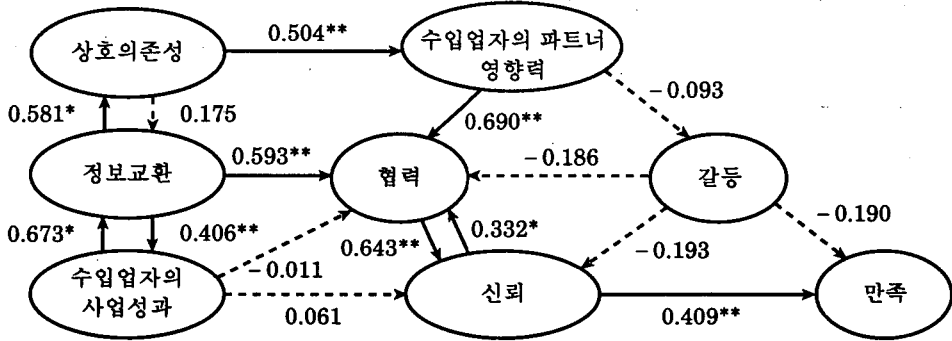 상호의존성
0.504**
수입업자의 파트너
영향력
0.581*
0.175
-0.093
0.690**
정보교환
0.593**
협력
-0.186
갈등
0.673*
0.406**
-0.011
0.643**
0.332*
-0.193
-0.190
수입업자의
사업성과
0.061
신뢰
0.409**
만족